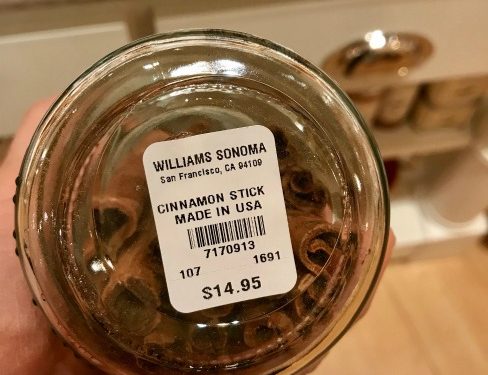 WILLIAMS SONOMA
San Francisco, CA 94109
CINNAMON STICK
MADE IN USA
7170913
107 1691
$14.95